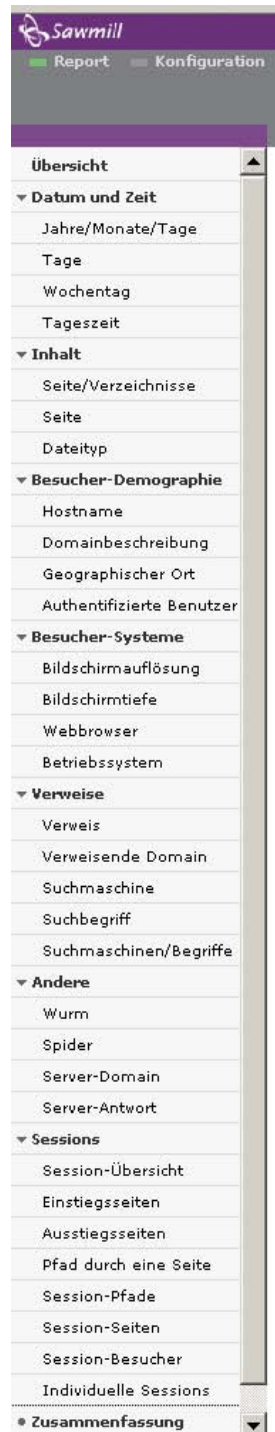 Sawmill
Report Konfiguration
Übersicht
Datum und Zeit
Jahre/Monate/Tage
Tage
Wochentag
Tageszeit
Inhalt
Seite/Verzeichnisse
Seite
Dateityp
Besucher-Demographie
Hostname
Domainbeschreibung
Geographischer Ort
Authentifizierte Benutzer
Besucher-Systeme
Bildschirmauflösung
Bildschirmtiefe
Webbrowser
Betriebssystem
Verweise
Verweis
Verweisende Domain
Suchmaschine
Suchbegriff
Suchmaschinen/Begriffe
Andere
Wurm
Spider
Server-Domain
Server-Antwort
Sessions
Session-Übersicht
Einstiegsseiten
Ausstiegsseiten
Pfad durch eine Seite
Session-Pfade
Session-Seiten
Session-Besucher
Individuelle Sessions
Zusammenfassung